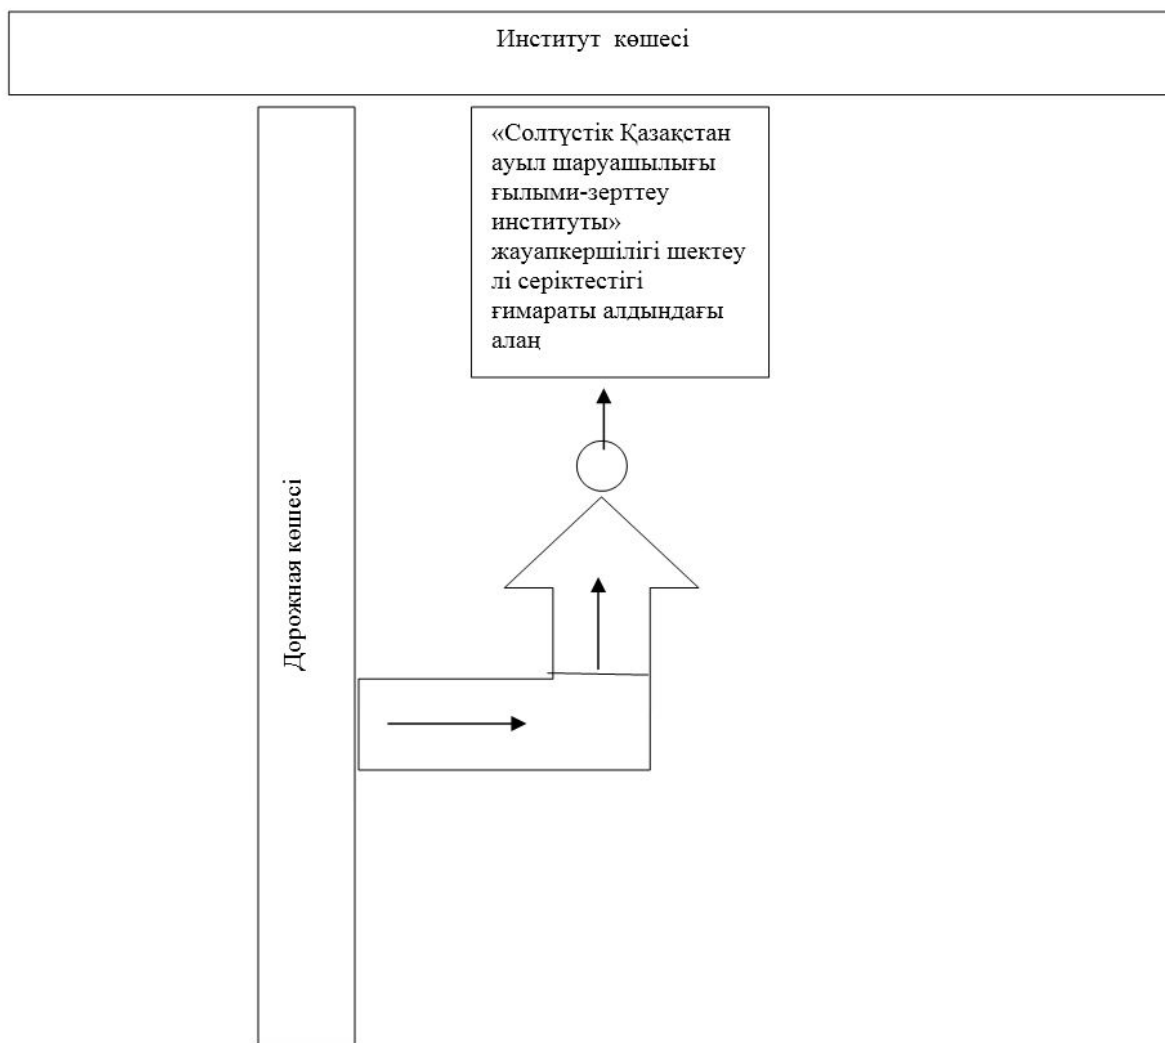 Институт көшесі
«Солтүстік Қазақстан
ауыл шаруашылығы
ғылыми-зерттеу
институты»
жауапкершілігі шектеу
лі серіктестігі
ғимараты алдындағы
алаң
Дорожная көшесі